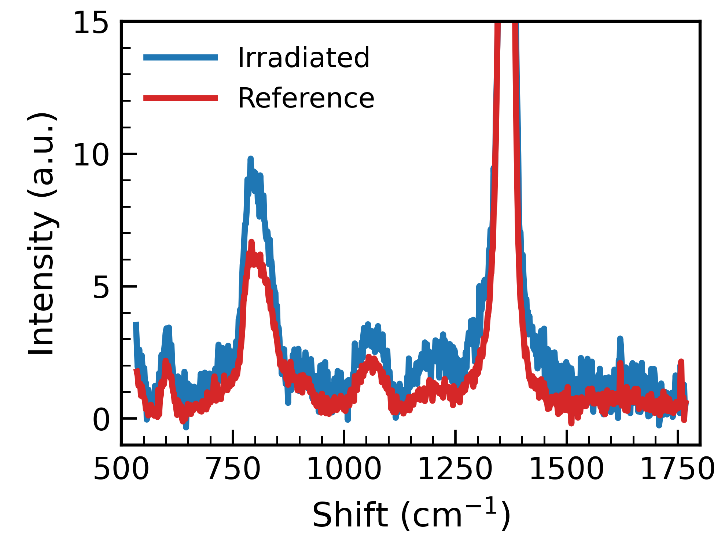 15
10
5
0
Intensity (a.u.)
Irradiated
Reference
500 750 1000 1250 1500 1750
Shift (cm⁻¹)